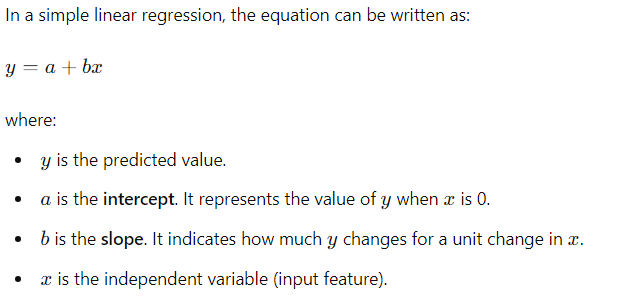 In a simple linear regression, the equation can be written as:
y = a + bx
where:
• y is the predicted value.
• a is the intercept. It represents the value of y when x is 0.
• b is the slope. It indicates how much y changes for a unit change in x.
• x is the independent variable (input feature).